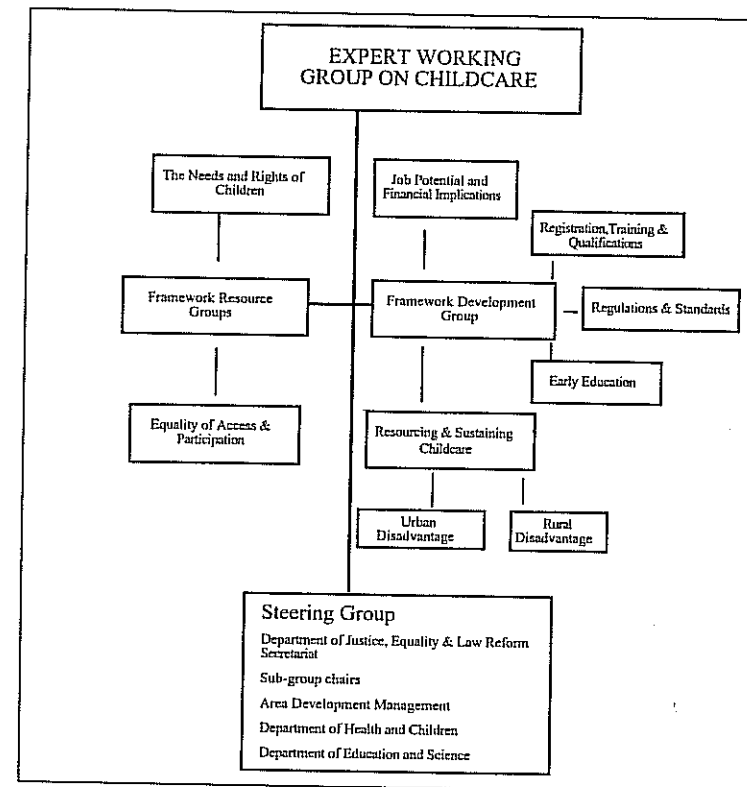 EXPERT WORKING
GROUP ON CHILDCARE
The Needs and Rights of
Children
Job Potential and
Financial Implications
Registration,Training &
Qualifications
Framework Resource
Groups
Framework Development
Group
Regulations & Standards
Early Education
Equality of Access &
Participation
Resourcing & Sustaining
Childcare
Urban
Disadvantage
Rural
Disadvantage
Steering Group
Department of Justice, Equality & Law Reform
Secretariat
Sub-group chairs
Area Development Management
Department of Health and Children
Department of Education and Science